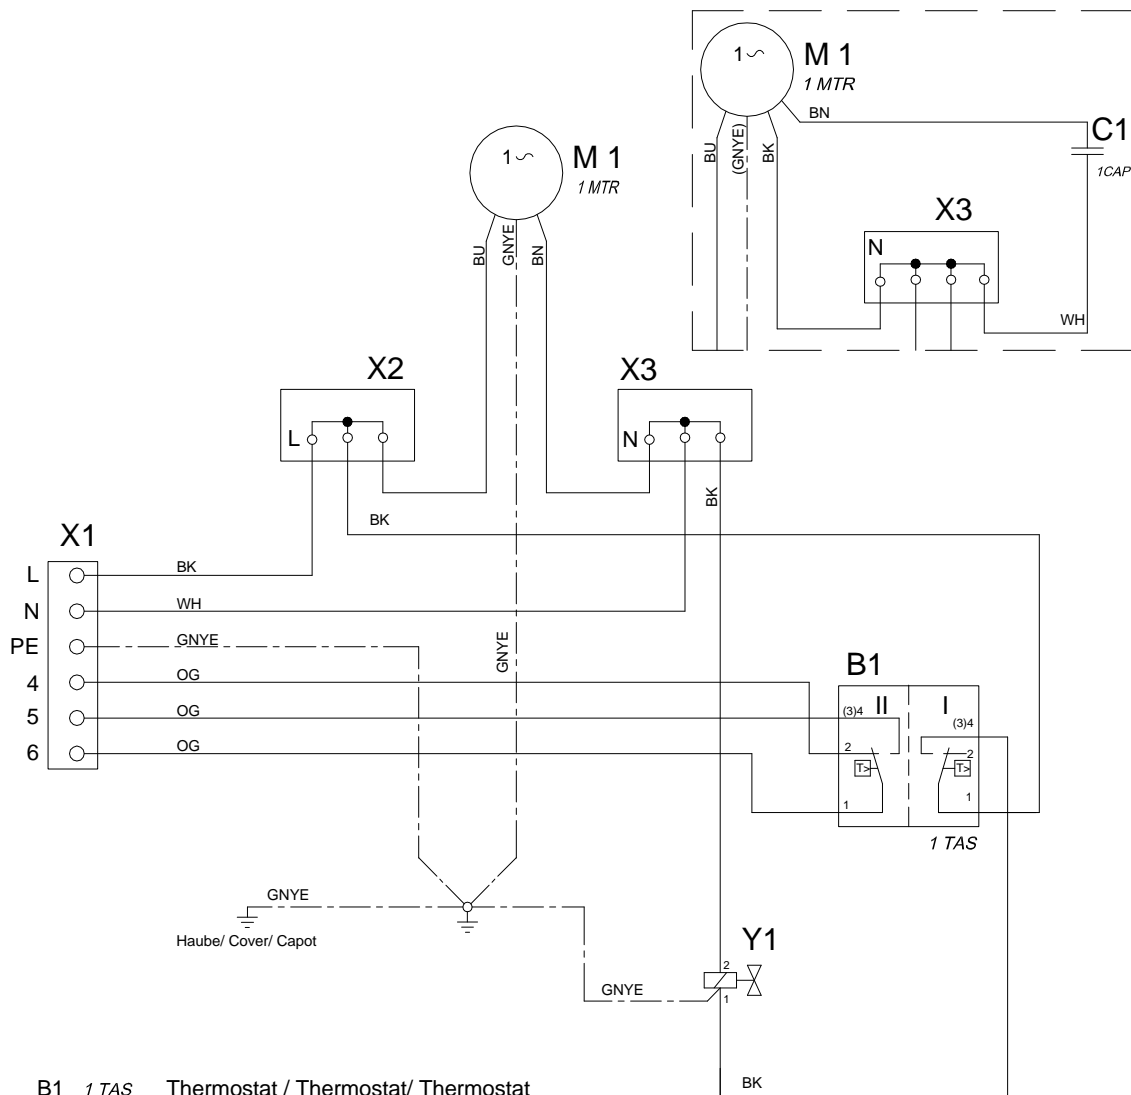 M 1
1 MTR
1
BU
(GNYE)
BK
BN
C1
1CAP
X3
N
WH
M 1
1 MTR
1
BU
GNYE
BN
X2
L
X3
N
BK
BK
X1
L
BK
N
WH
PE
GNYE
GNYE
4
OG
5
OG
6
OG
B1
(3)4
II
I
(3)4
2
2
T>
T>
1
1
1 TAS
GNYE
Haube/ Cover/ Capot
Y1
2
GNYE
1
BK
B1 1 TAS Thermostat / Thermostat/ Thermostat